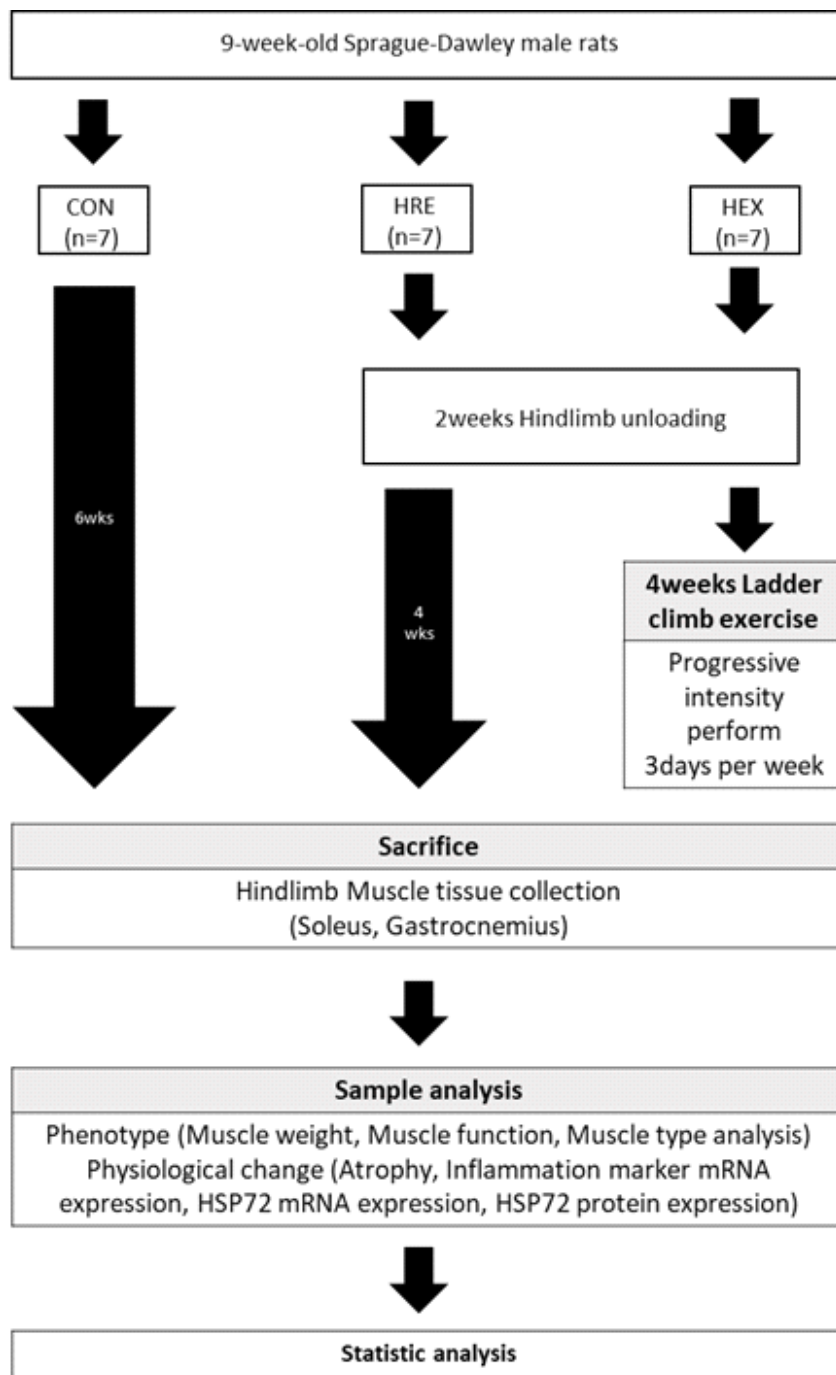 9-week-old Sprague-Dawley male rats
CON
(n=7)
HRE
(n=7)
HEX
(n=7)
2weeks Hindlimb unloading
6wks
4
wks
4weeks Ladder
climb exercise
Progressive
intensity
perform
3days per week
Sacrifice
Hindlimb Muscle tissue collection
(Soleus, Gastrocnemius)
Sample analysis
Phenotype (Muscle weight, Muscle function, Muscle type analysis)
Physiological change (Atrophy, Inflammation marker mRNA
expression, HSP72 mRNA expression, HSP72 protein expression)
Statistic analysis